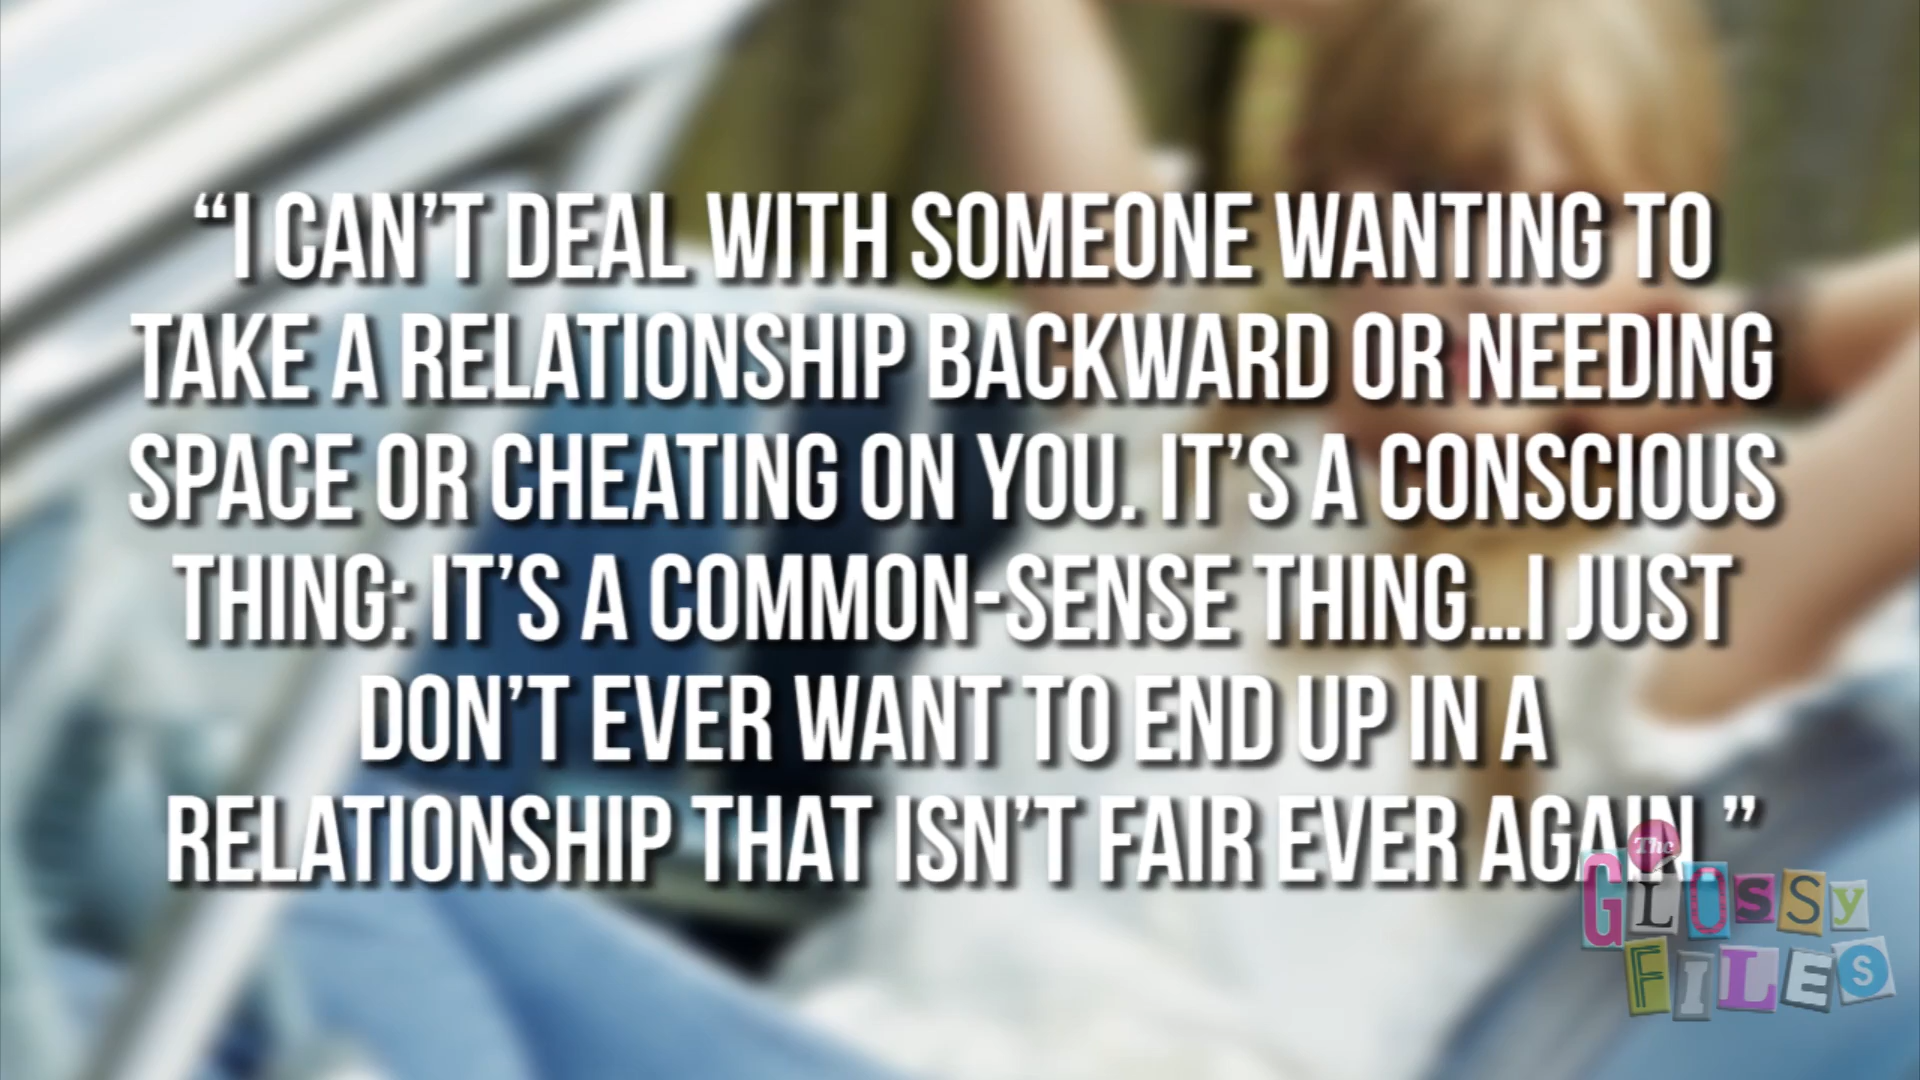 “I CAN’T DEAL WITH SOMEONE WANTING TO
TAKE A RELATIONSHIP BACKWARD OR NEEDING
SPACE OR CHEATING ON YOU. IT’S A CONSCIOUS
THING: IT’S A COMMON-SENSE THING...I JUST
DON’T EVER WANT TO END UP IN A
RELATIONSHIP THAT ISN’T FAIR EVER AGAIN.”
The
GLOSSy
FILES